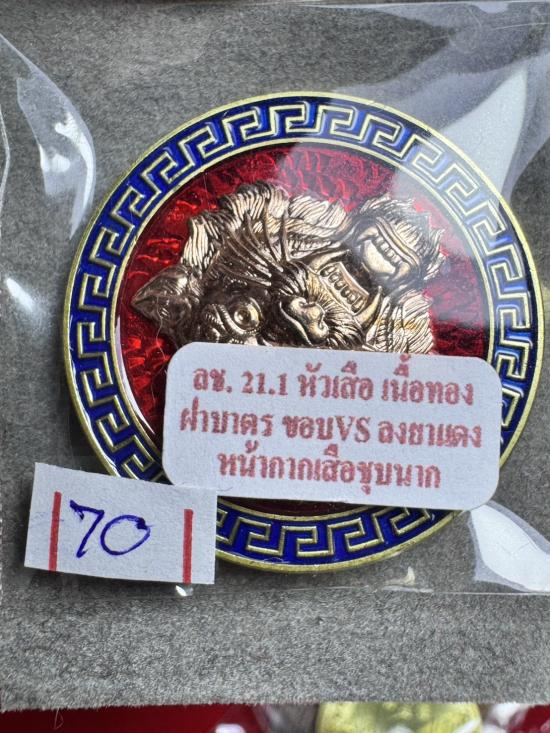 ลช. 21.1 หัวเสือ เนื้อทอง
ฝาบาตร ขอบVS ลงยาแดง
หน้ากากเสือชุบนาก
70